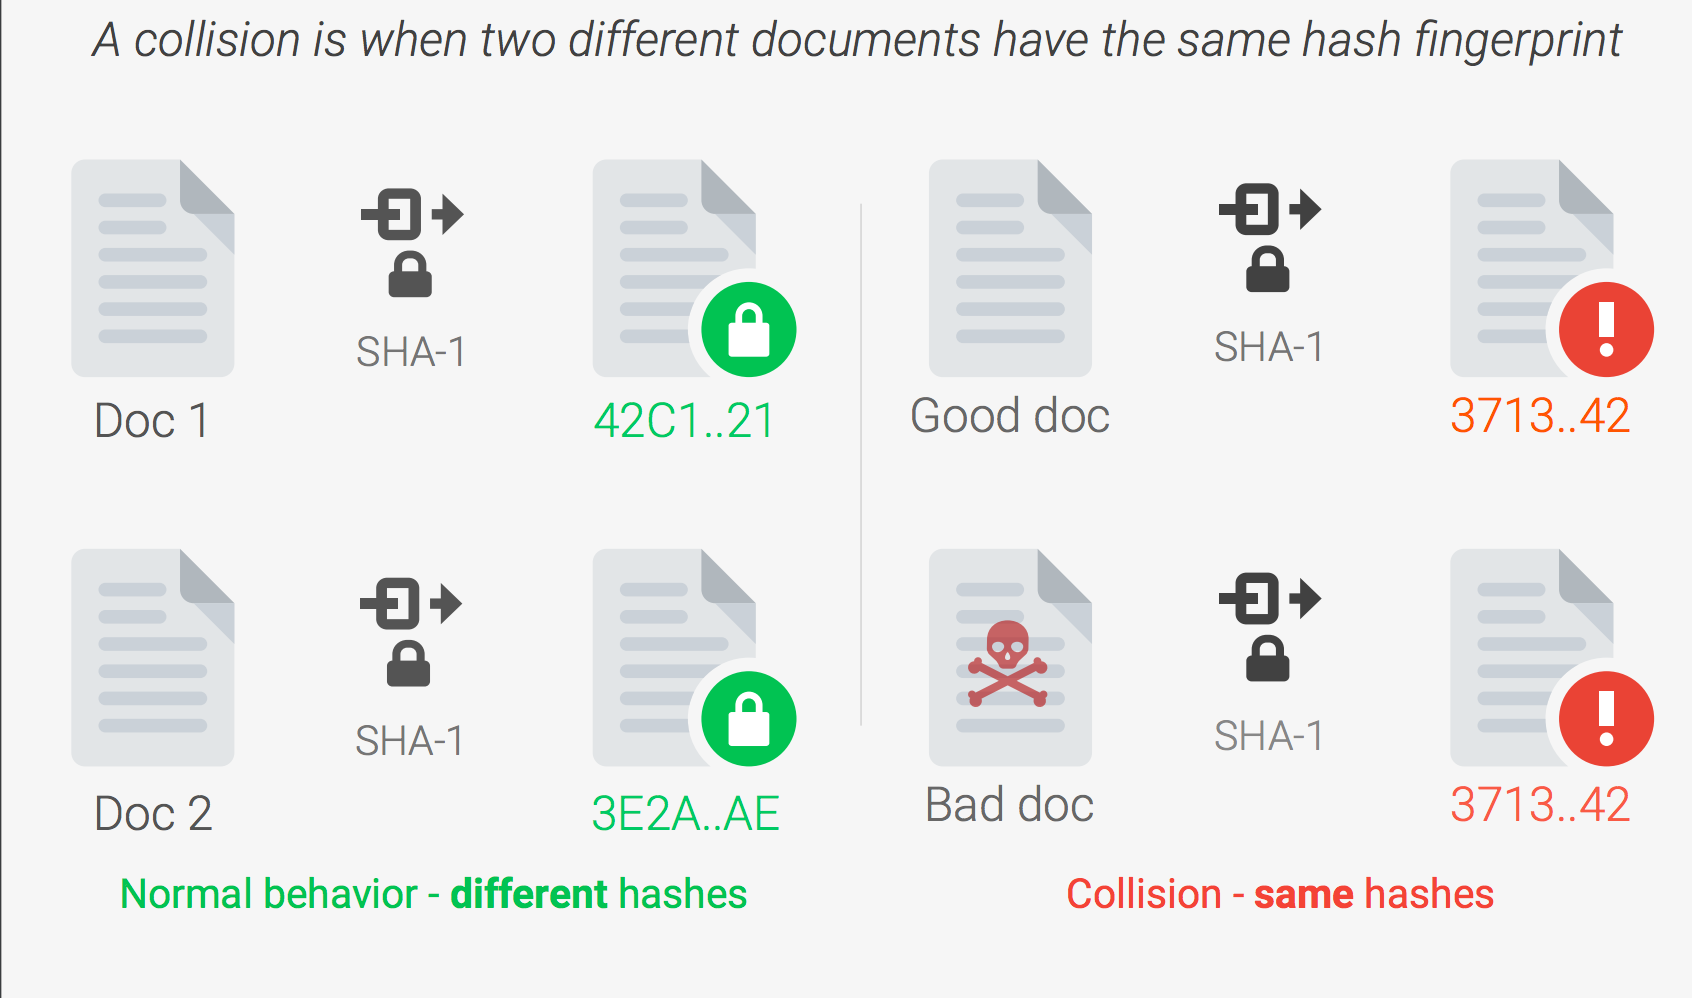 A collision is when two different documents have the same hash fingerprint
SHA-1
Doc 1
42C1..21
SHA-1
Doc 2
3E2A..AE
Normal behavior - different hashes
SHA-1
Good doc
3713..42
SHA-1
Bad doc
3713..42
Collision - same hashes